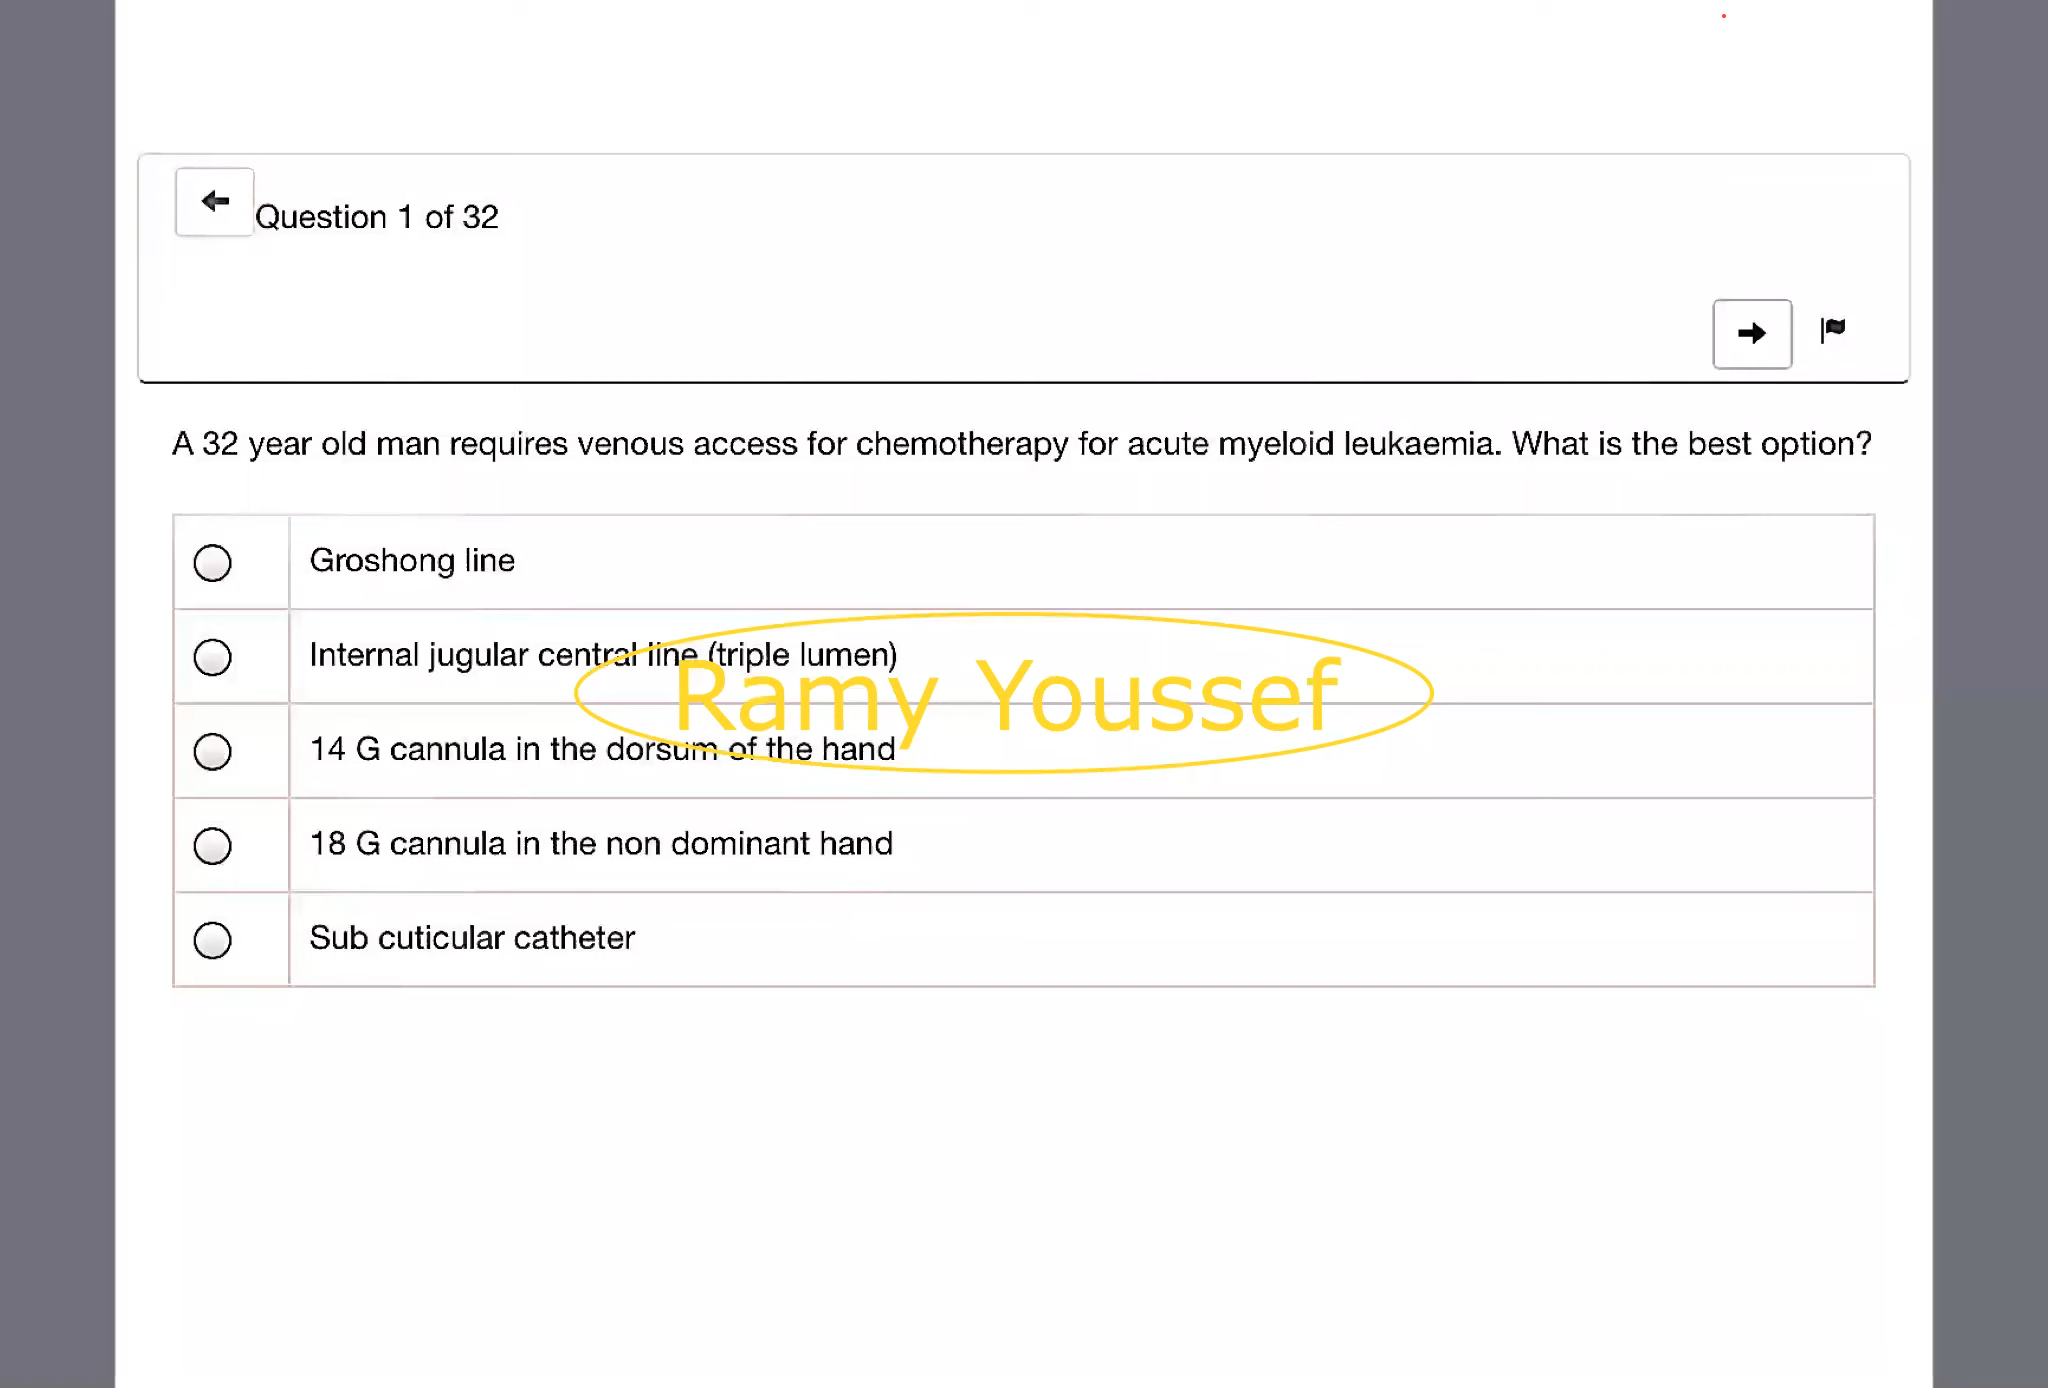 Question 1 of 32
A 32 year old man requires venous access for chemotherapy for acute myeloid leukaemia. What is the best option?
Groshong line
Internal jugular central line (triple lumen)
Ramy Youssef
14 G cannula in the dorsum of the hand
18 G cannula in the non dominant hand
Sub cuticular catheter